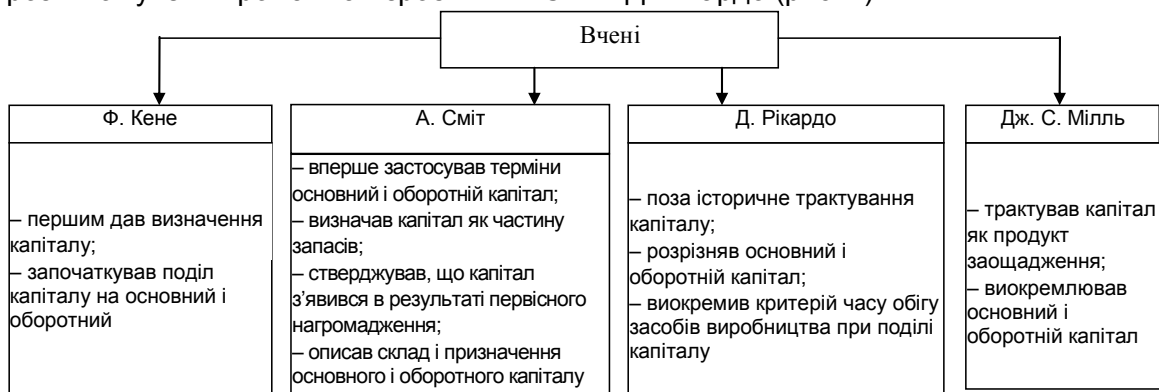 Вчені
Ф. Кене
– першим дав визначення
капіталу;
– започаткував поділ
капіталу на основний і
оборотний
А. Сміт
– вперше застосував терміни
основний і оборотній капітал;
– визначав капітал як частину
запасів;
– стверджував, що капітал
з’явився в результаті первісного
нагромадження;
– описав склад і призначення
основного і оборотного капіталу
Д. Рікардо
– поза історичне трактування
капіталу;
– розрізняв основний і
оборотній капітал;
– виокремив критерій часу обігу
засобів виробництва при поділі
капіталу
Дж. С. Мілль
– трактував капітал
як продукт
заощадження;
– виокремлював
основний і
оборотній капітал